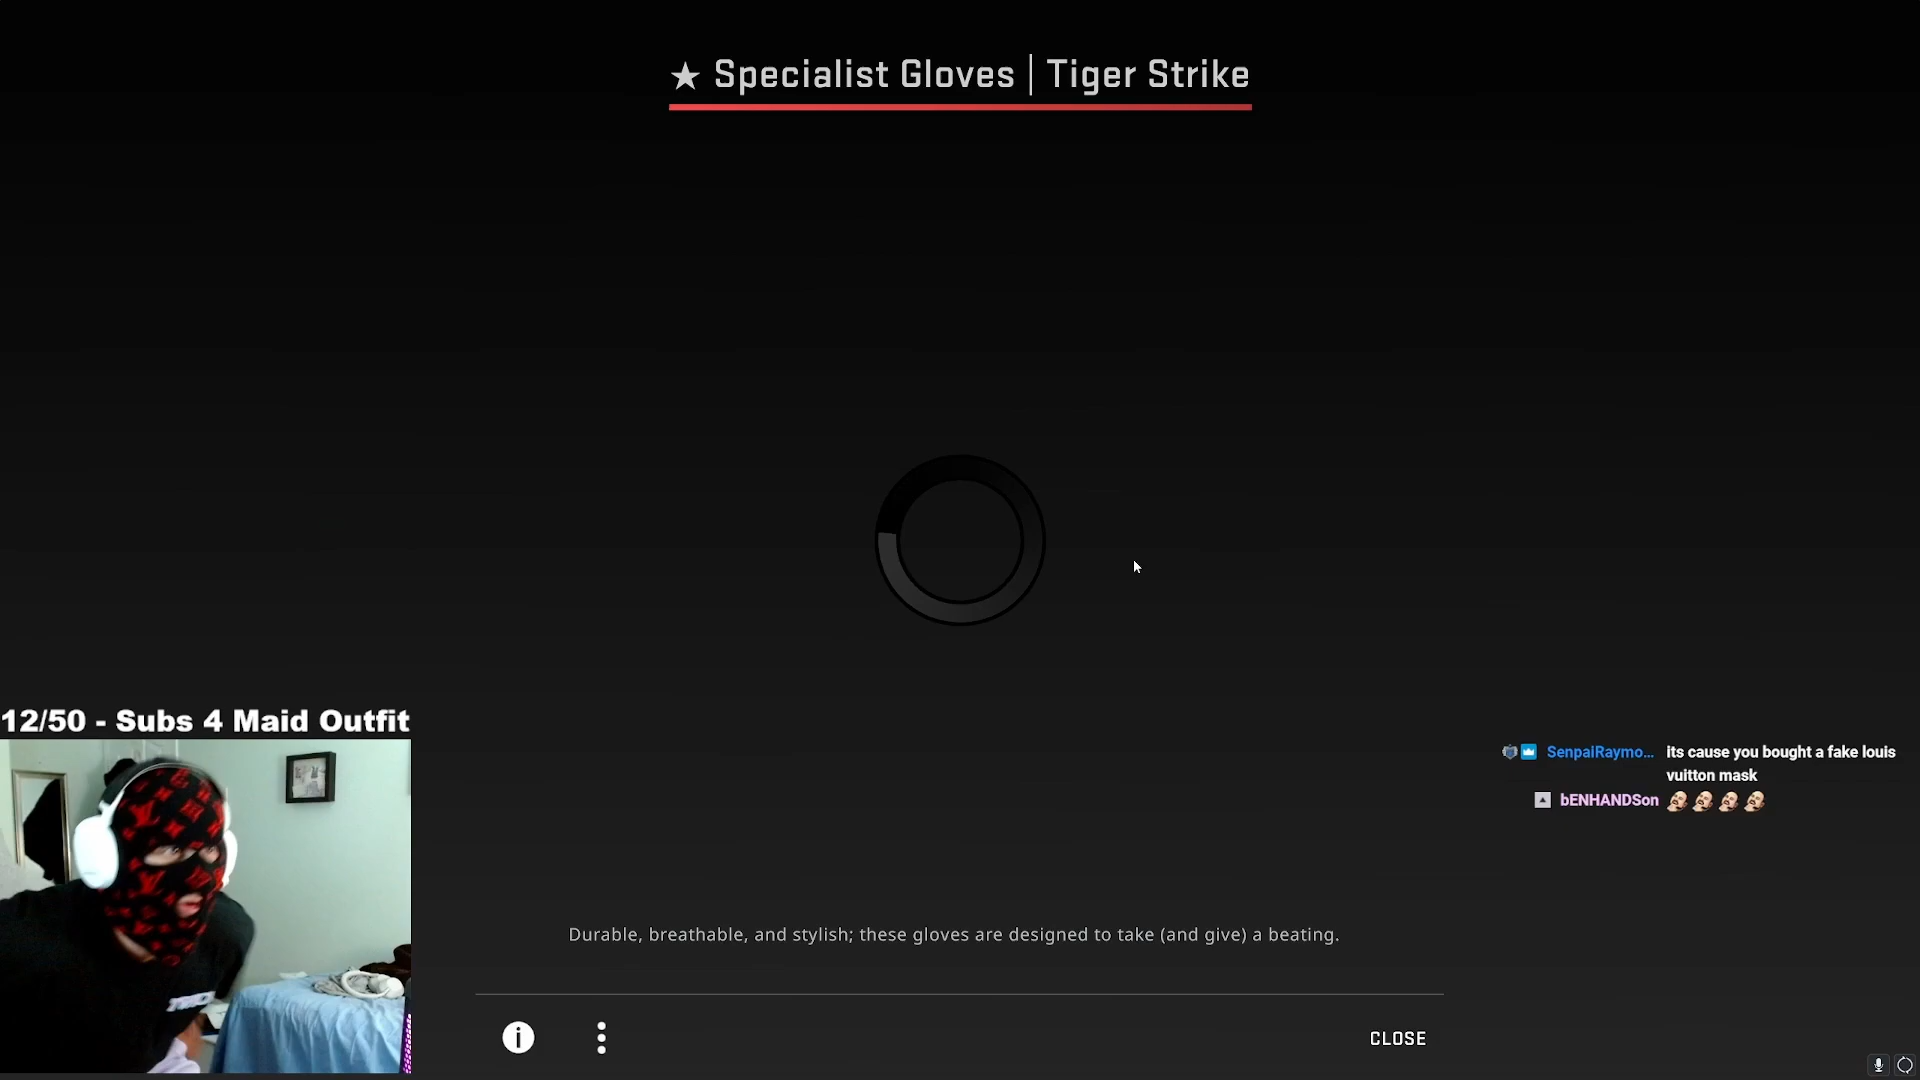 ★ Specialist Gloves | Tiger Strike
12/50 - Subs 4 Maid Outfit
SenpaiRaymo... its cause you bought a fake louis
vuitton mask
bENHANDSon
Durable, breathable, and stylish; these gloves are designed to take (and give) a beating.
CLOSE